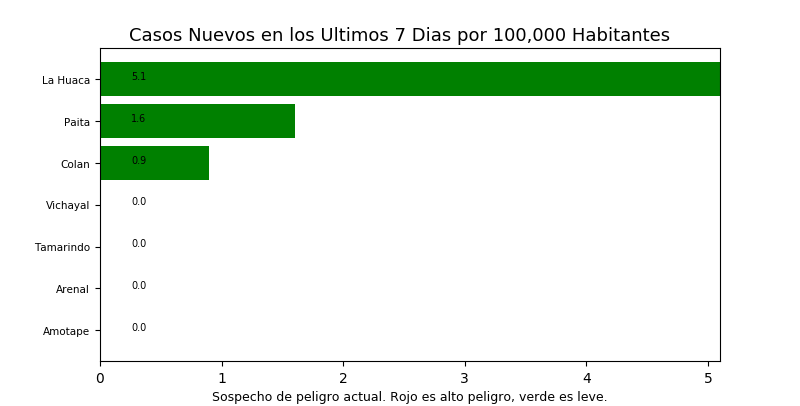 Casos Nuevos en los Ultimos 7 Dias por 100,000 Habitantes
La Huaca 5.1
Paita 1.6
Colan 0.9
Vichayal 0.0
Tamarindo 0.0
Arenal 0.0
Amotape 0.0
0 1 2 3 4 5
Sospecho de peligro actual. Rojo es alto peligro, verde es leve.